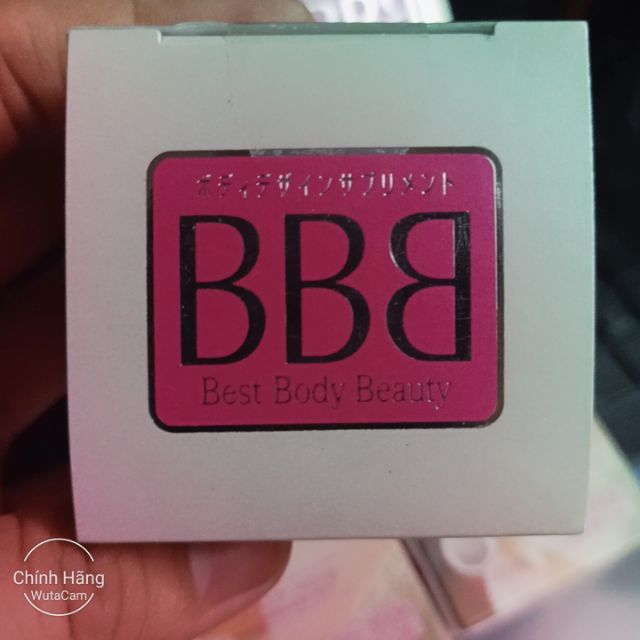 ボディデザインサプリメント
BBB
Best Body Beauty
Chính Hãng
WutaCam